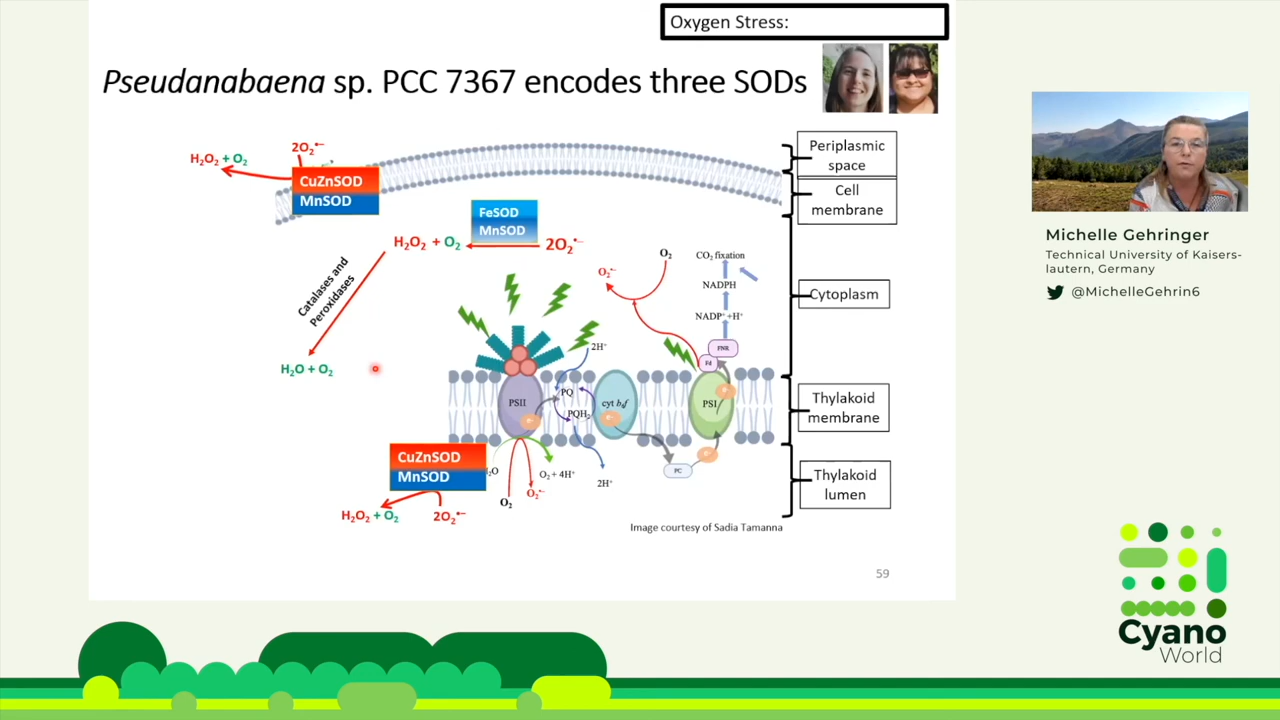 Oxygen Stress:
Pseudanabaena sp. PCC 7367 encodes three SODs
2O₂•⁻
H₂O₂ + O₂
CuZnSOD
MnSOD
Periplasmic
space
Cell
membrane
FeSOD
MnSOD
H₂O₂ + O₂
2O₂•⁻
Catalases and
Peroxidases
H₂O + O₂
O₂•⁻
O₂
CO₂ fixation
NADPH
NADP⁺ +H⁺
FNR
Fd
Cytoplasm
2H⁺
PSII
PQ
PQH₂
cyt b₆f
PSI
e⁻
e⁻
e⁻
e⁻
PC
Thylakoid
membrane
CuZnSOD
MnSOD
H₂O₂ + O₂
2O₂•⁻
O₂
O₂•⁻
O₂ + 4H⁺
2H⁺
Thylakoid
lumen
Image courtesy of Sadia Tamanna
59
Michelle Gehringer
Technical University of Kaisers-
lautern, Germany
@MichelleGehrin6
Cyano
World